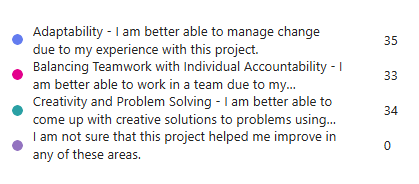 Adaptability - I am better able to manage change
due to my experience with this project.
35
Balancing Teamwork with Individual Accountability - I
am better able to work in a team due to my...
33
Creativity and Problem Solving - I am better able to
come up with creative solutions to problems using...
34
I am not sure that this project helped me improve in
any of these areas.
0